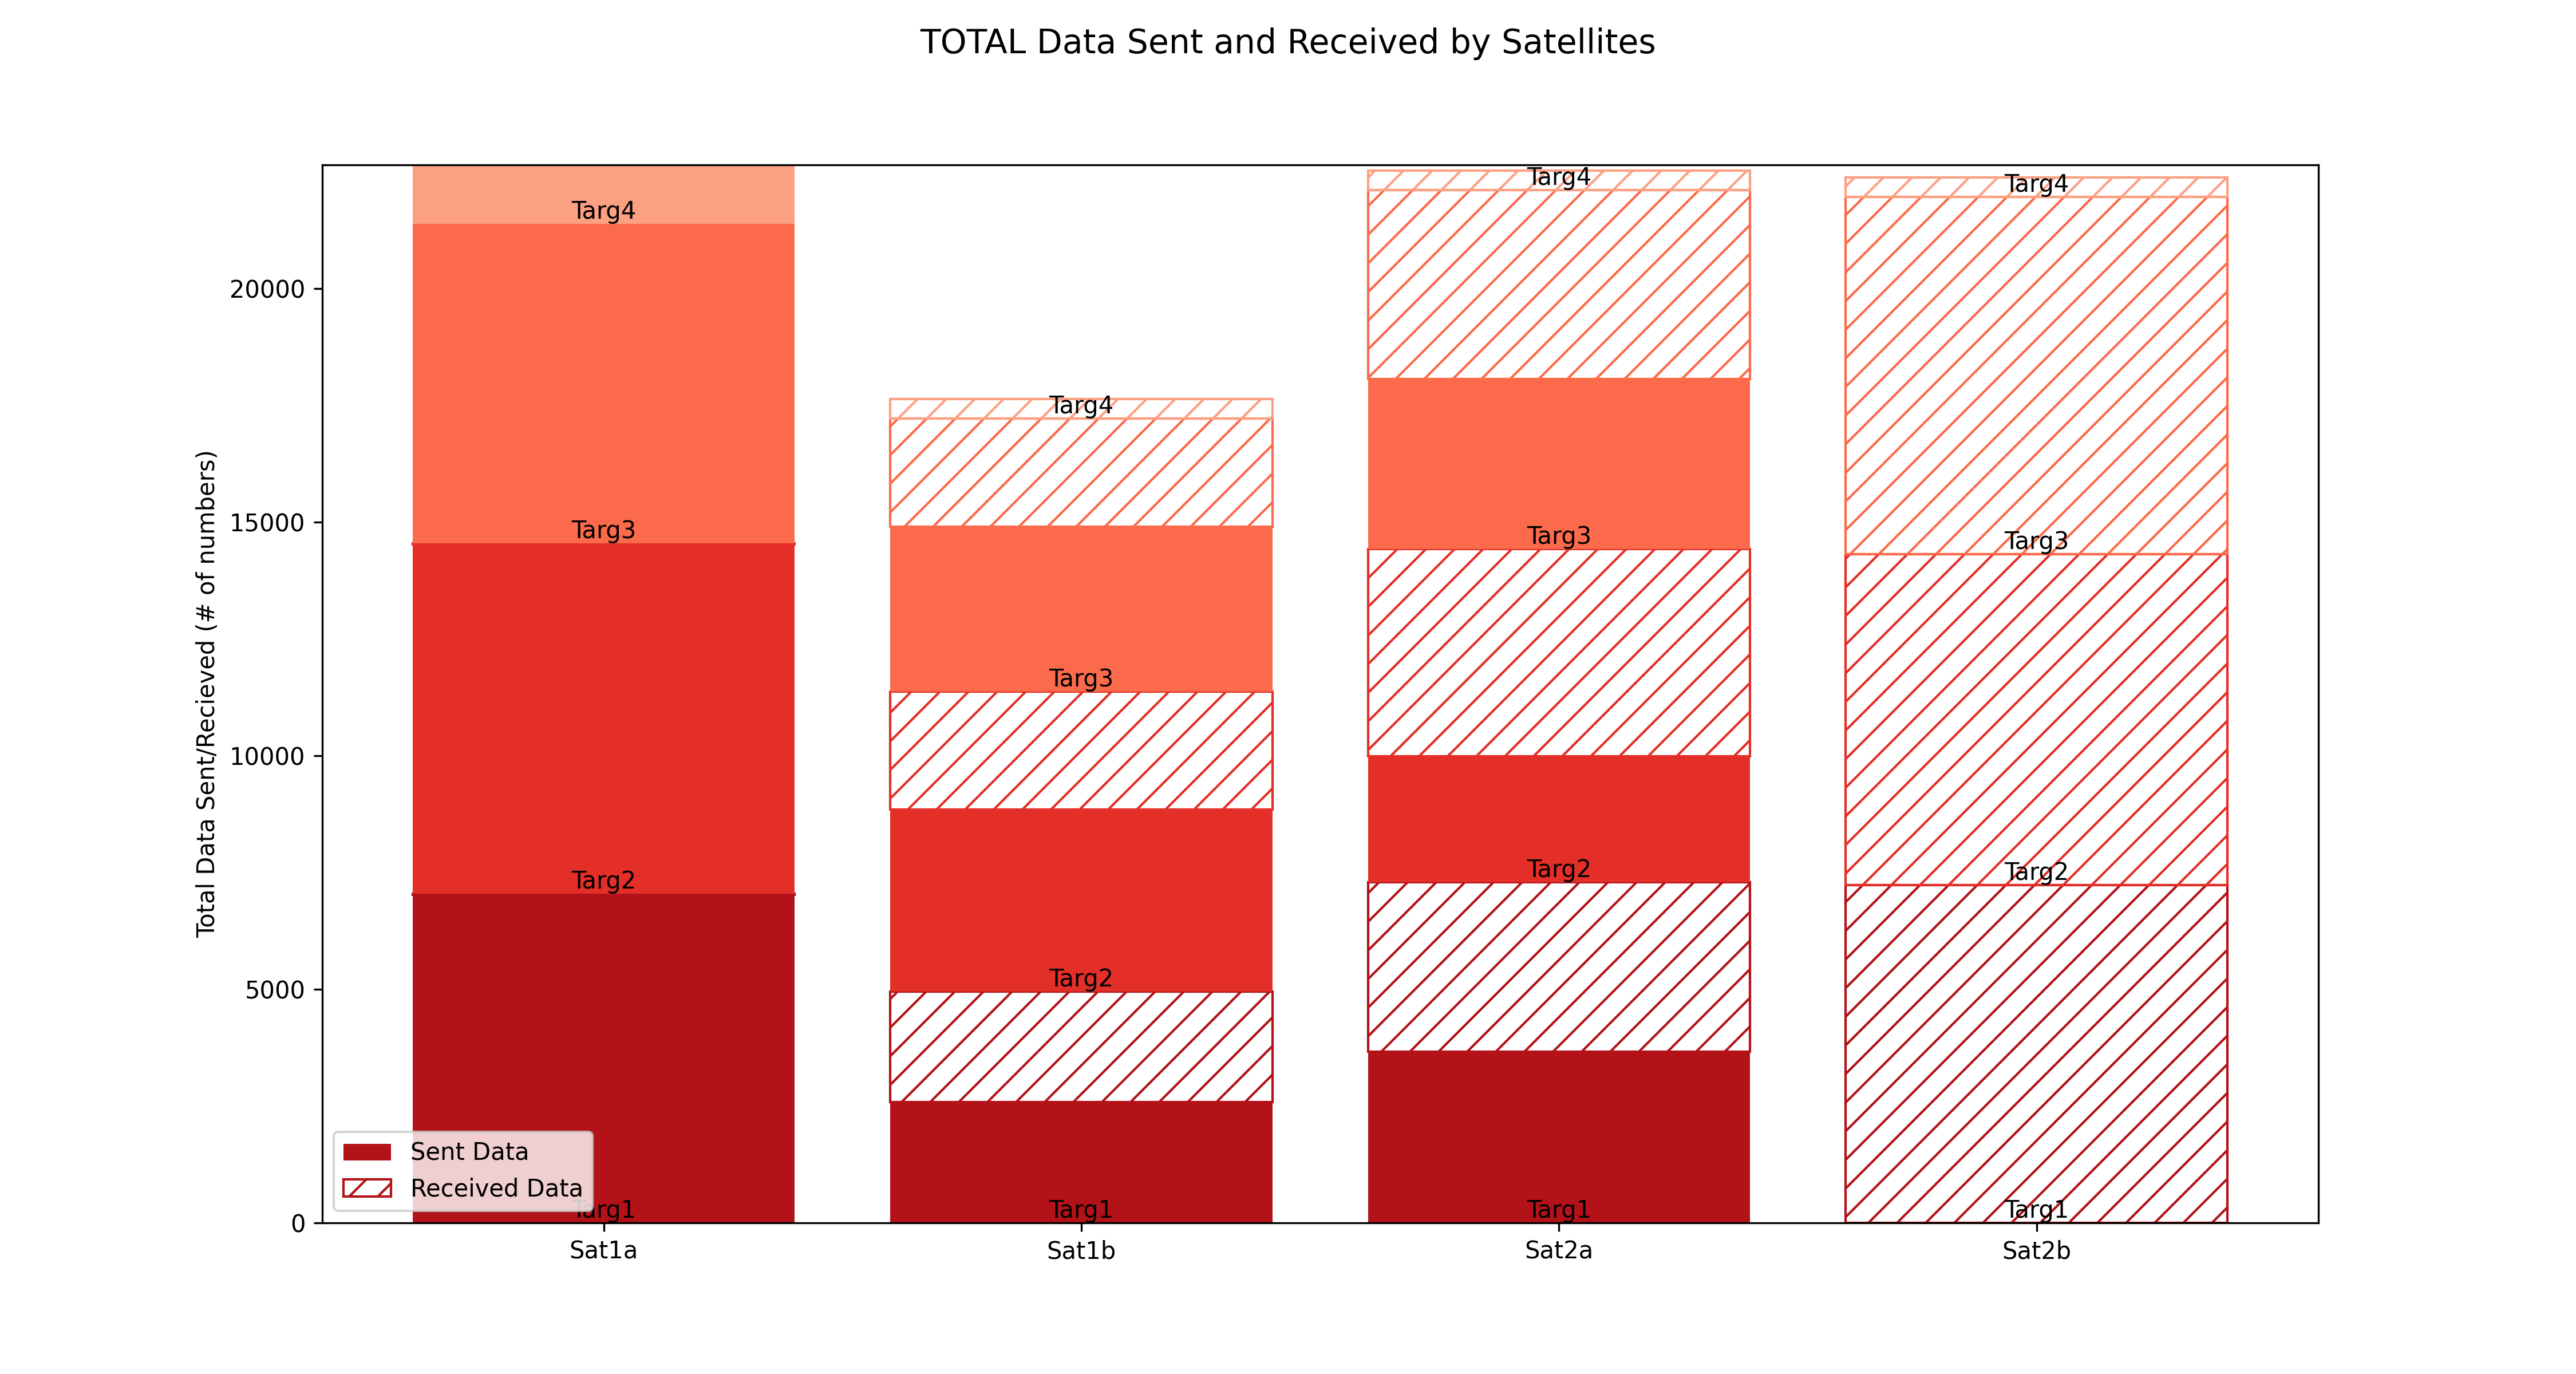 TOTAL Data Sent and Received by Satellites
Total Data Sent/Recieved (# of numbers)
20000
15000
10000
5000
0
Targ4
Targ3
Targ2
Targ1
Targ4
Targ3
Targ2
Targ1
Targ4
Targ3
Targ2
Targ1
Targ4
Targ3
Targ2
Targ1
Sent Data
Received Data
Sat1a
Sat1b
Sat2a
Sat2b